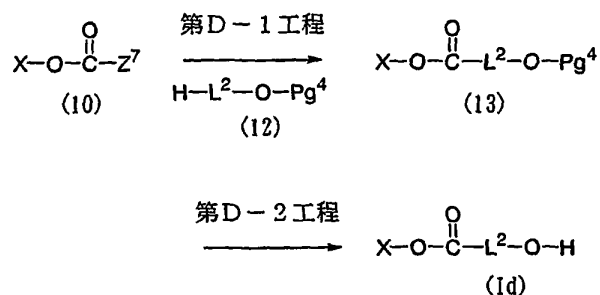 第D－1工程
X－O－C－Z⁷
O
(10)
H－L²－O－Pg⁴
(12)
X－O－C－L²－O－Pg⁴
O
(13)
第D－2工程
X－O－C－L²－O－H
O
(Id)